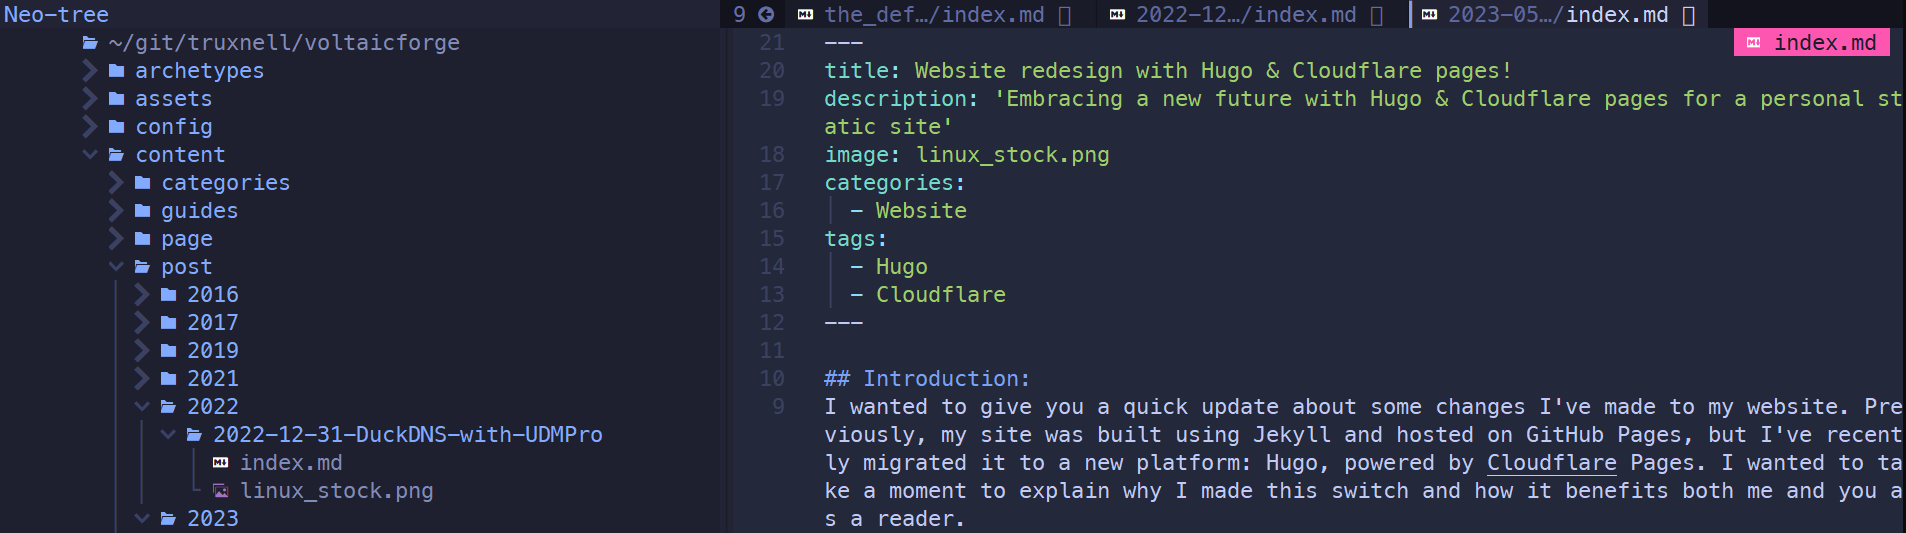 Neo-tree
~/git/truxnell/voltaicforge
archetypes
assets
config
content
categories
guides
page
post
2016
2017
2019
2021
2022
2022-12-31-DuckDNS-with-UDMPro
index.md
linux_stock.png
2023
9 the_def…/index.md 2022-12…/index.md 2023-05…/index.md
index.md
21 ---
20 title: Website redesign with Hugo & Cloudflare pages!
19 description: 'Embracing a new future with Hugo & Cloudflare pages for a personal st
atic site'
18 image: linux_stock.png
17 categories:
16 - Website
15 tags:
14 - Hugo
13 - Cloudflare
12 ---
11
10 ## Introduction:
9 I wanted to give you a quick update about some changes I've made to my website. Pre
viously, my site was built using Jekyll and hosted on GitHub Pages, but I've recent
ly migrated it to a new platform: Hugo, powered by Cloudflare Pages. I wanted to ta
ke a moment to explain why I made this switch and how it benefits both me and you a
s a reader.